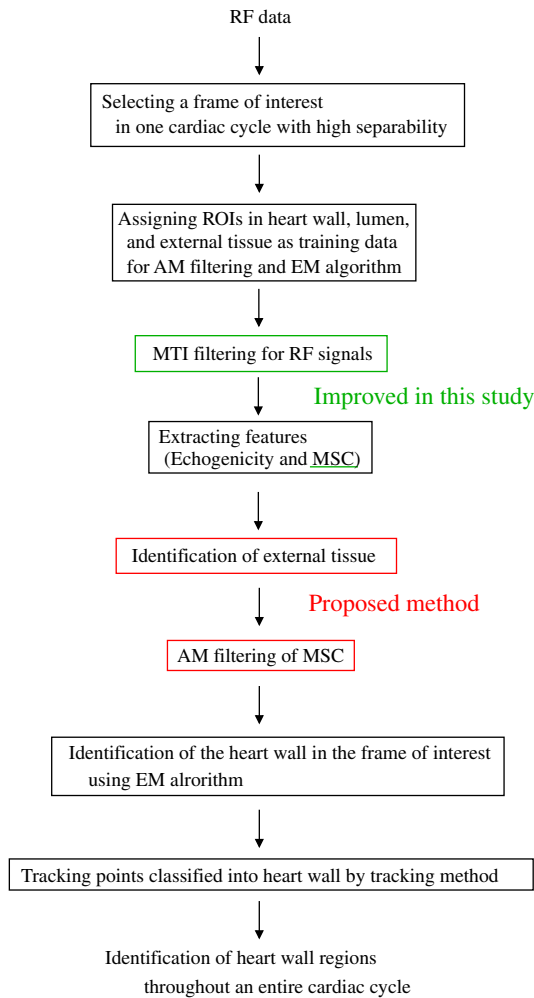 RF data
Selecting a frame of interest
in one cardiac cycle with high separability
Assigning ROIs in heart wall, lumen,
and external tissue as training data
for AM filtering and EM algorithm
MTI filtering for RF signals
Improved in this study
Extracting features
(Echogenicity and MSC)
Identification of external tissue
Proposed method
AM filtering of MSC
Identification of the heart wall in the frame of interest
using EM alrorithm
Tracking points classified into heart wall by tracking method
Identification of heart wall regions
throughout an entire cardiac cycle